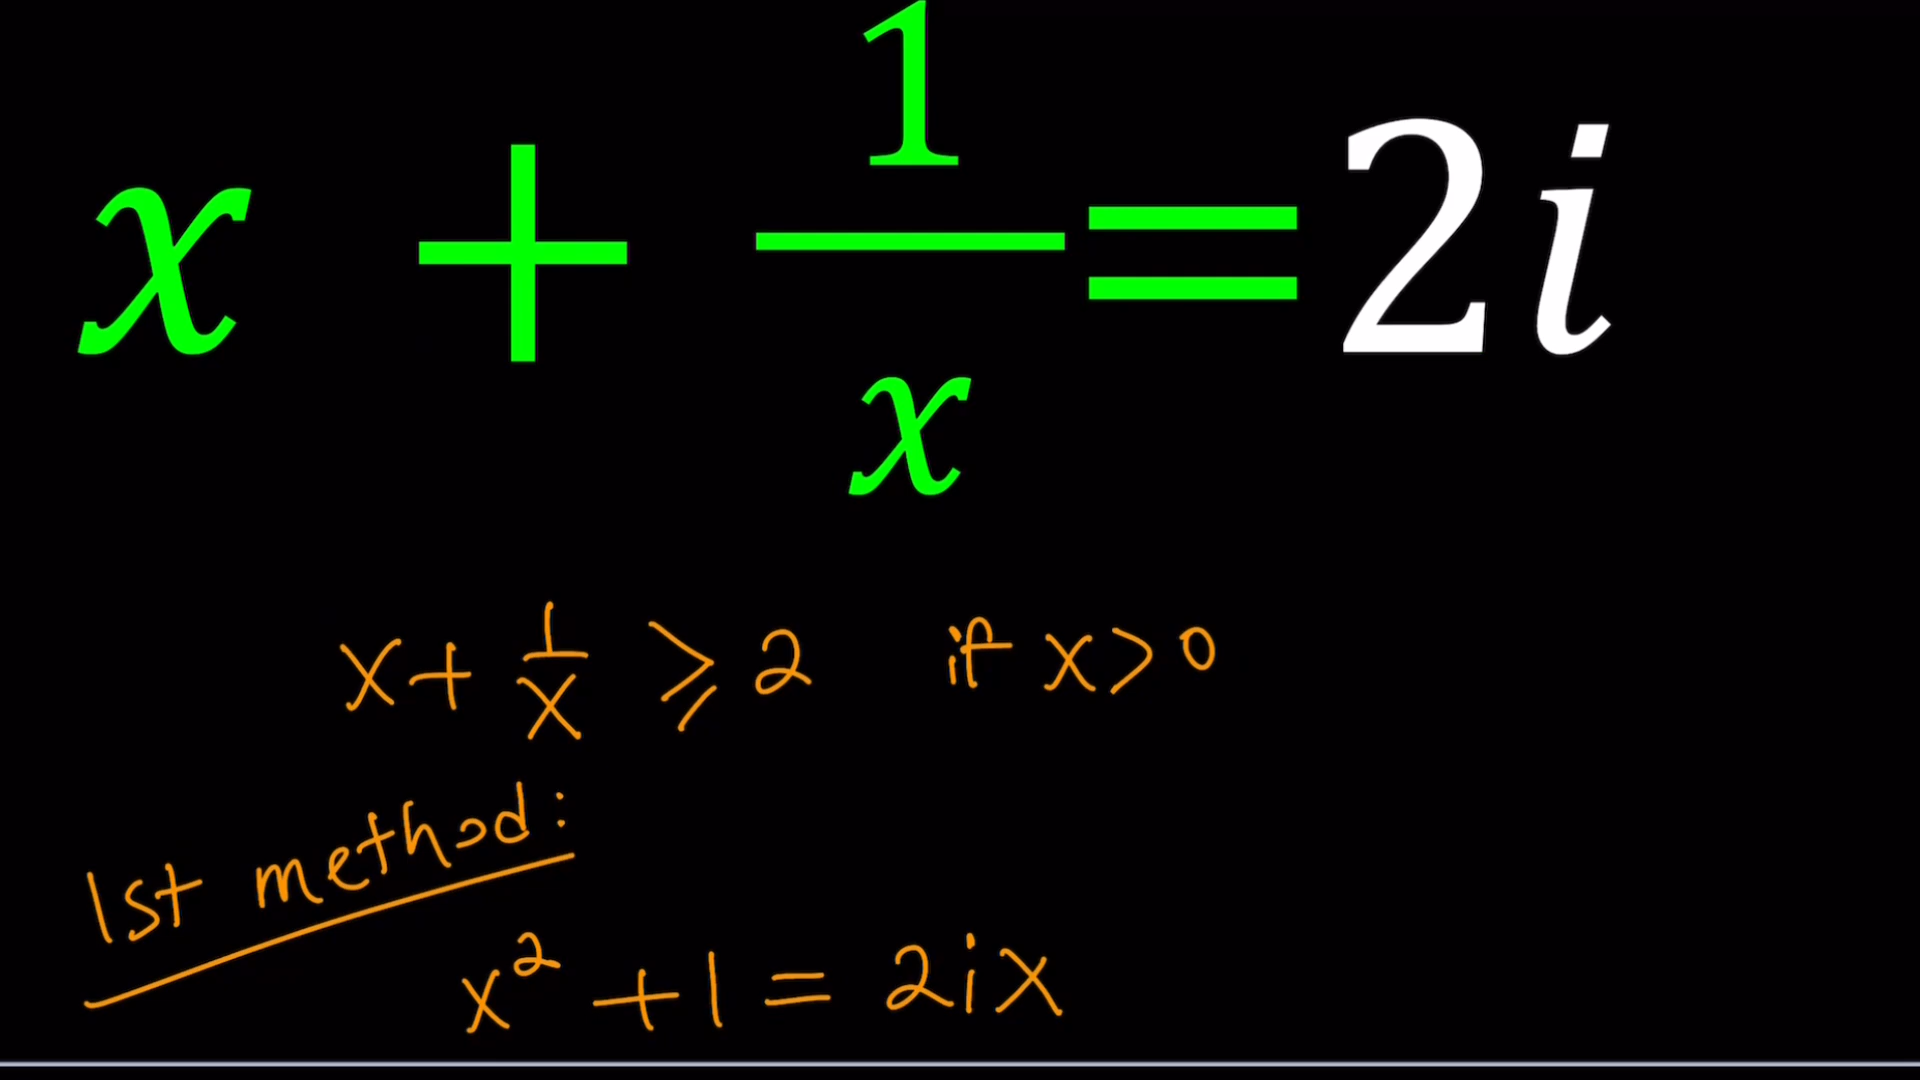 x + 1/x = 2i
x + 1/x ≥ 2 if x > 0
1st method:
x² + 1 = 2ix